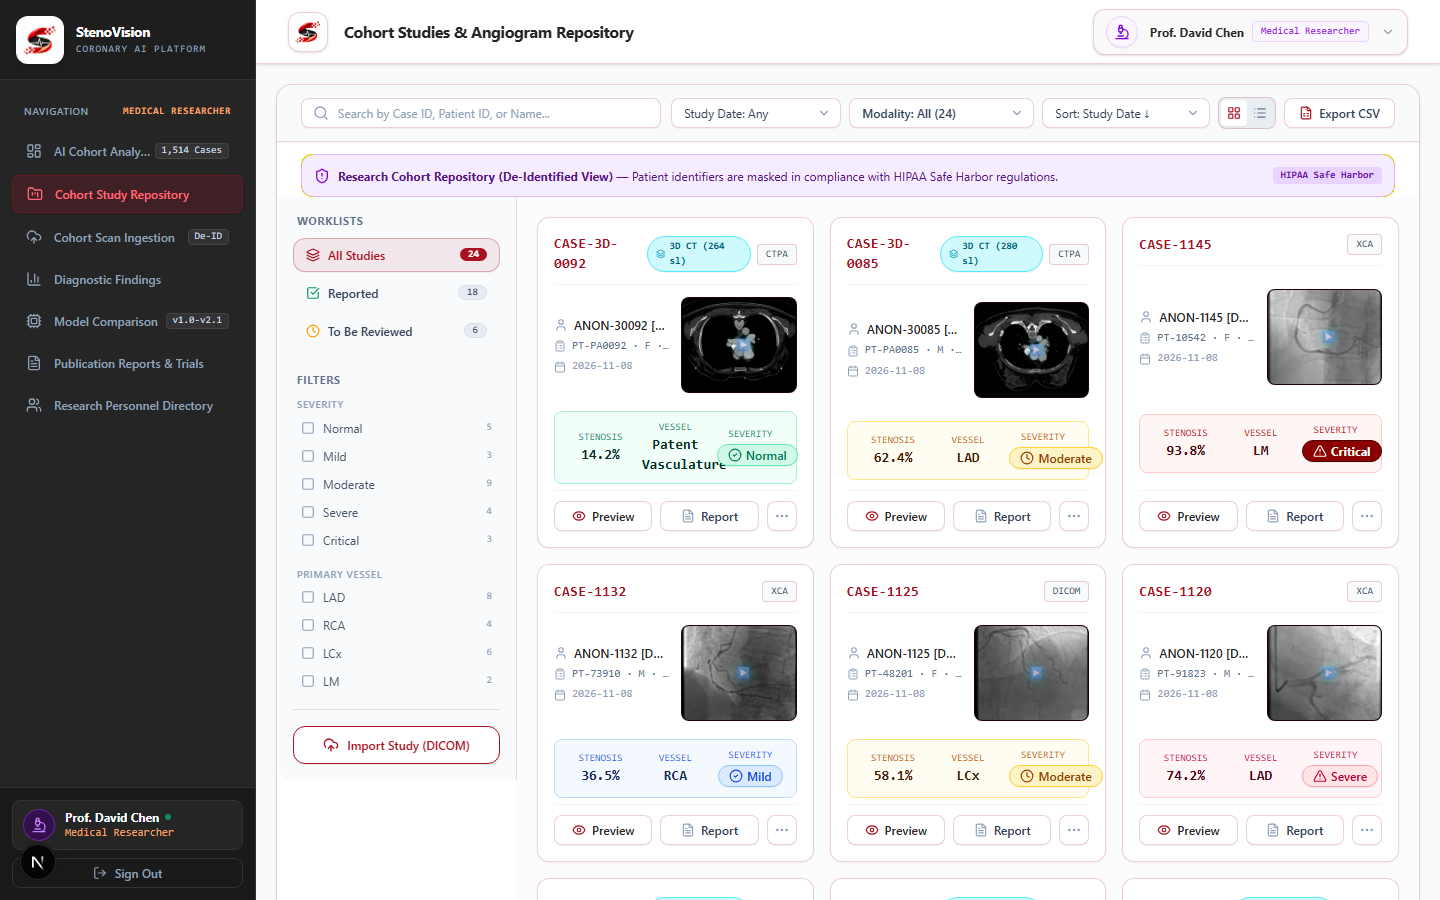 StenoVision
CORONARY AI PLATFORM
NAVIGATION
MEDICAL RESEARCHER
AI Cohort Analy...
1,514 Cases
Cohort Study Repository
Cohort Scan Ingestion
De-ID
Diagnostic Findings
Model Comparison
v1.0-v2.1
Publication Reports & Trials
Research Personnel Directory
Prof. David Chen
Medical Researcher
N
Sign Out
Cohort Studies & Angiogram Repository
Prof. David Chen
Medical Researcher
Search by Case ID, Patient ID, or Name...
Study Date: Any
Modality: All (24)
Sort: Study Date ↓
Export CSV
Research Cohort Repository (De-Identified View) — Patient identifiers are masked in compliance with HIPAA Safe Harbor regulations.
HIPAA Safe Harbor
WORKLISTS
All Studies
24
Reported
18
To Be Reviewed
6
FILTERS
SEVERITY
Normal
5
Mild
3
Moderate
9
Severe
4
Critical
3
PRIMARY VESSEL
LAD
8
RCA
4
LCx
6
LM
2
Import Study (DICOM)
CASE-3D-
0092
3D CT (264
sl)
CTPA
ANON-30092 [...
PT-PA0092 · F ·...
2026-11-08
STENOSIS
14.2%
VESSEL
Patent
Vasculature
SEVERITY
Normal
Preview
Report
...
CASE-3D-
0085
3D CT (280
sl)
CTPA
ANON-30085 [...
PT-PA0085 · M ·...
2026-11-08
STENOSIS
62.4%
VESSEL
LAD
SEVERITY
Moderate
Preview
Report
...
CASE-1145
XCA
ANON-1145 [D...
PT-10542 · F · ...
2026-11-08
STENOSIS
93.8%
VESSEL
LM
SEVERITY
Critical
Preview
Report
...
CASE-1132
XCA
ANON-1132 [D...
PT-73910 · M · ...
2026-11-08
STENOSIS
36.5%
VESSEL
RCA
SEVERITY
Mild
Preview
Report
...
CASE-1125
DICOM
ANON-1125 [D...
PT-48201 · F · ...
2026-11-08
STENOSIS
58.1%
VESSEL
LCx
SEVERITY
Moderate
Preview
Report
...
CASE-1120
XCA
ANON-1120 [D...
PT-91823 · M · ...
2026-11-08
STENOSIS
74.2%
VESSEL
LAD
SEVERITY
Severe
Preview
Report
...